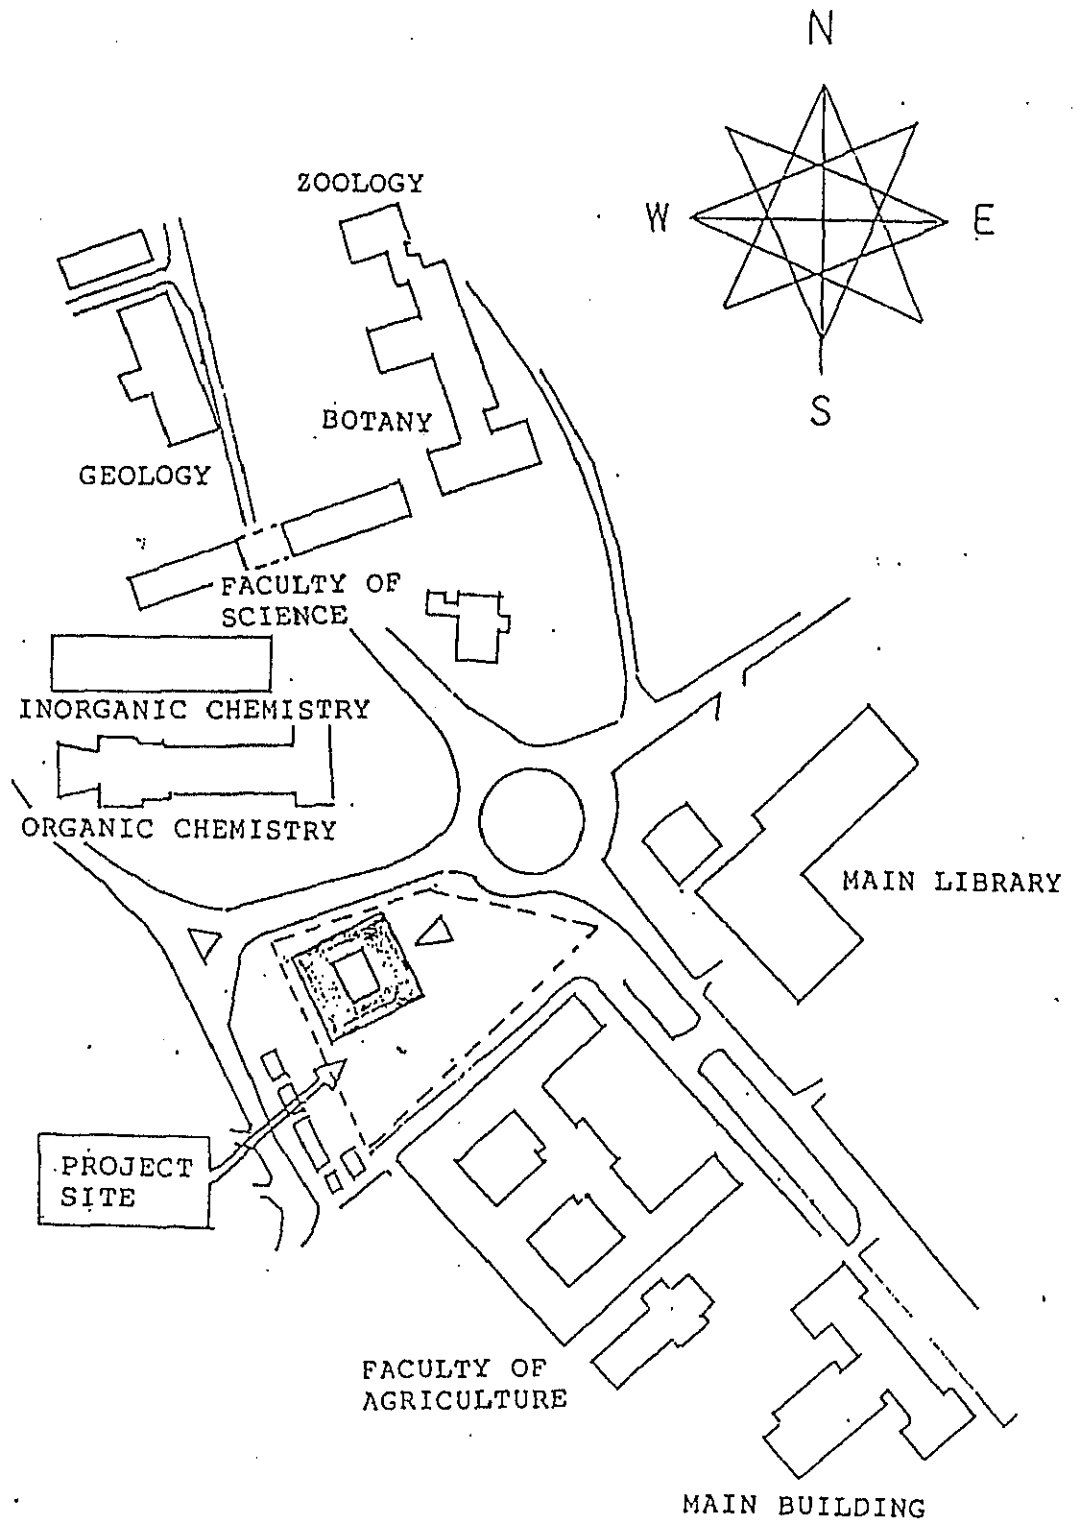 N
ZOOLOGY
W
E
BOTANY
S
GEOLOGY
FACULTY OF
SCIENCE
INORGANIC CHEMISTRY
ORGANIC CHEMISTRY
MAIN LIBRARY
PROJECT
SITE
FACULTY OF
AGRICULTURE
MAIN BUILDING